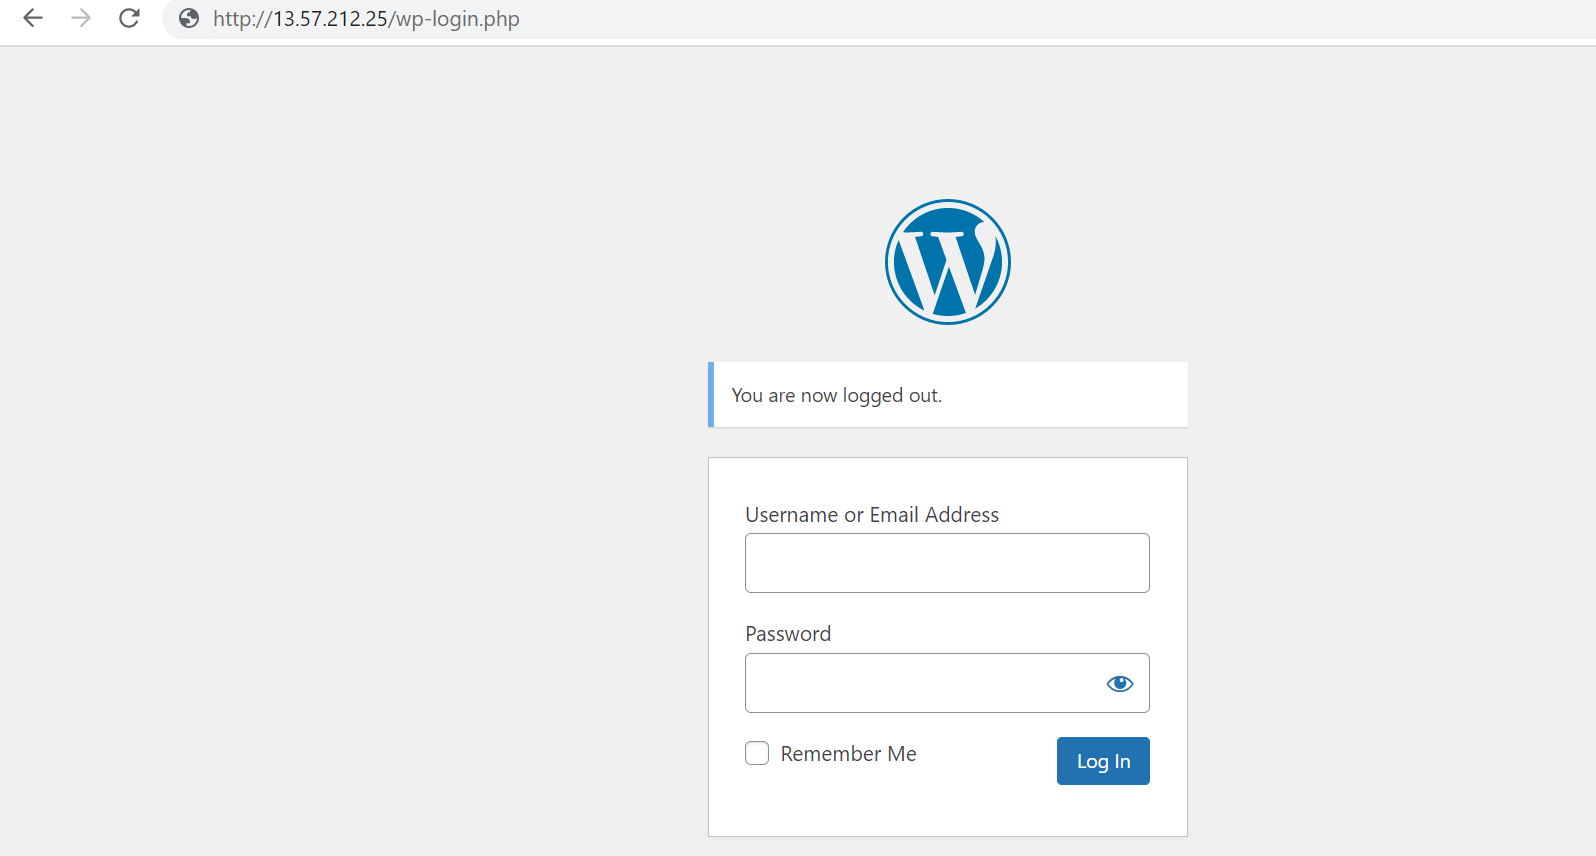 http://13.57.212.25/wp-login.php
You are now logged out.
Username or Email Address
Password
Remember Me
Log In